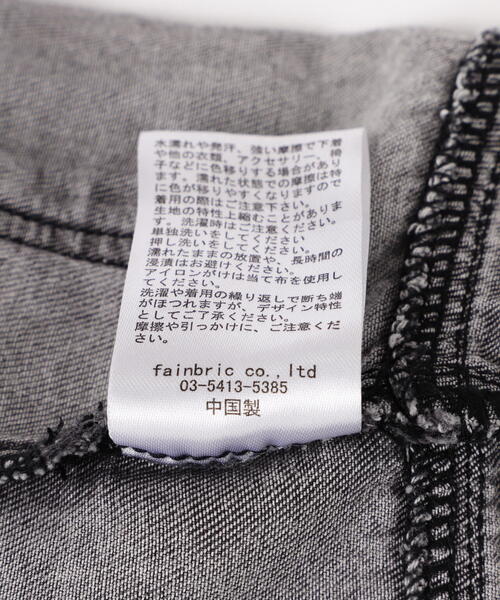 水濡れや発汗、強い摩擦で下着
や他の衣類、アクセサリー、椅
子などに色移りする場合があり
ます。濡れた状態での摩擦は特
に色が移りやすくなりますので
着用の際はご注意下さい。
生地の特性上縮むことがありま
す。洗濯時はご注意ください
単独洗いをしてください
押し洗いをしてください。
濡れたままの放置や、長時間の
浸漬はお避けください。
アイロンがけは当て布を使用し
てください。
洗濯や着用の繰り返しで断ち端
がほつれますが、デザイン特性
としてご了承ください。
摩擦や引っかけに、ご注意くださ
い。
fainbric co.,ltd
03-5413-5385
中国製